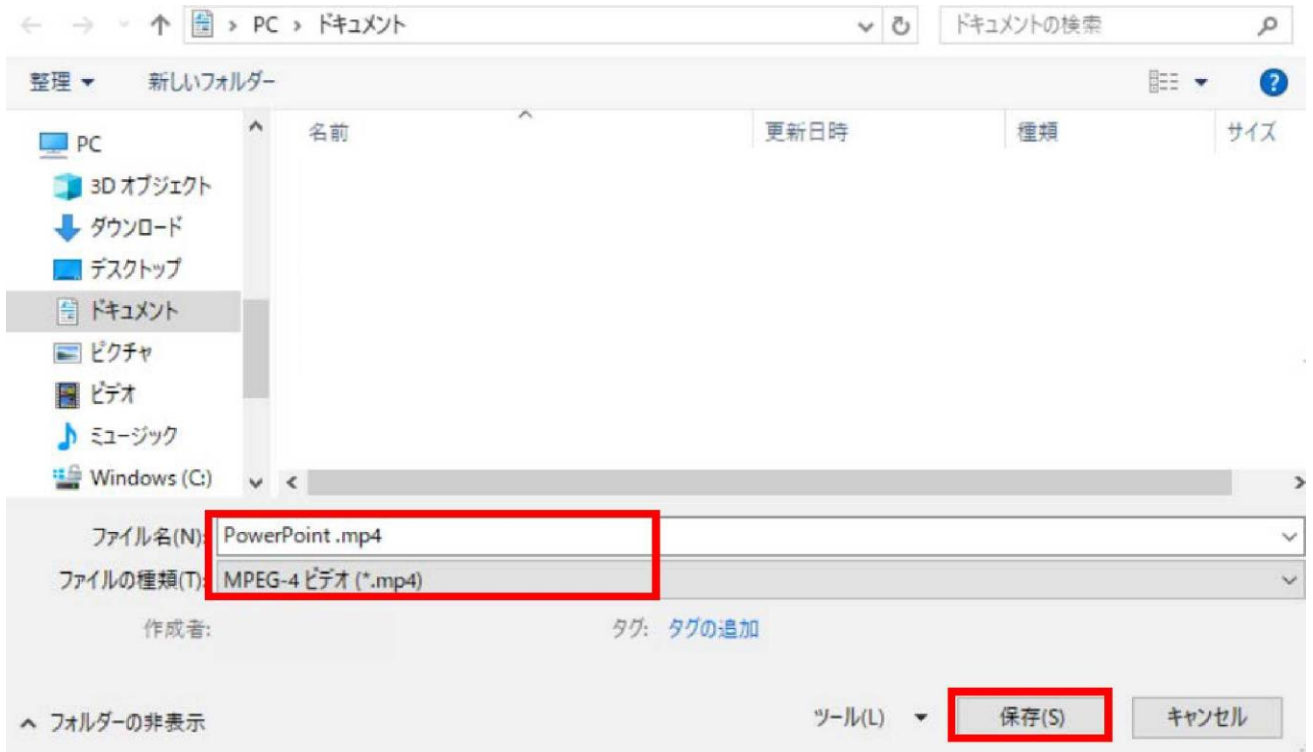 PC › ドキュメント
ドキュメントの検索
整理
新しいフォルダー
PC
3D オブジェクト
ダウンロード
デスクトップ
ドキュメント
ピクチャ
ビデオ
ミュージック
Windows (C:)
名前 更新日時 種類 サイズ
ファイル名(N): PowerPoint .mp4
ファイルの種類(T): MPEG-4 ビデオ (*.mp4)
作成者: タグ: タグの追加
フォルダーの非表示 ツール(L) 保存(S) キャンセル